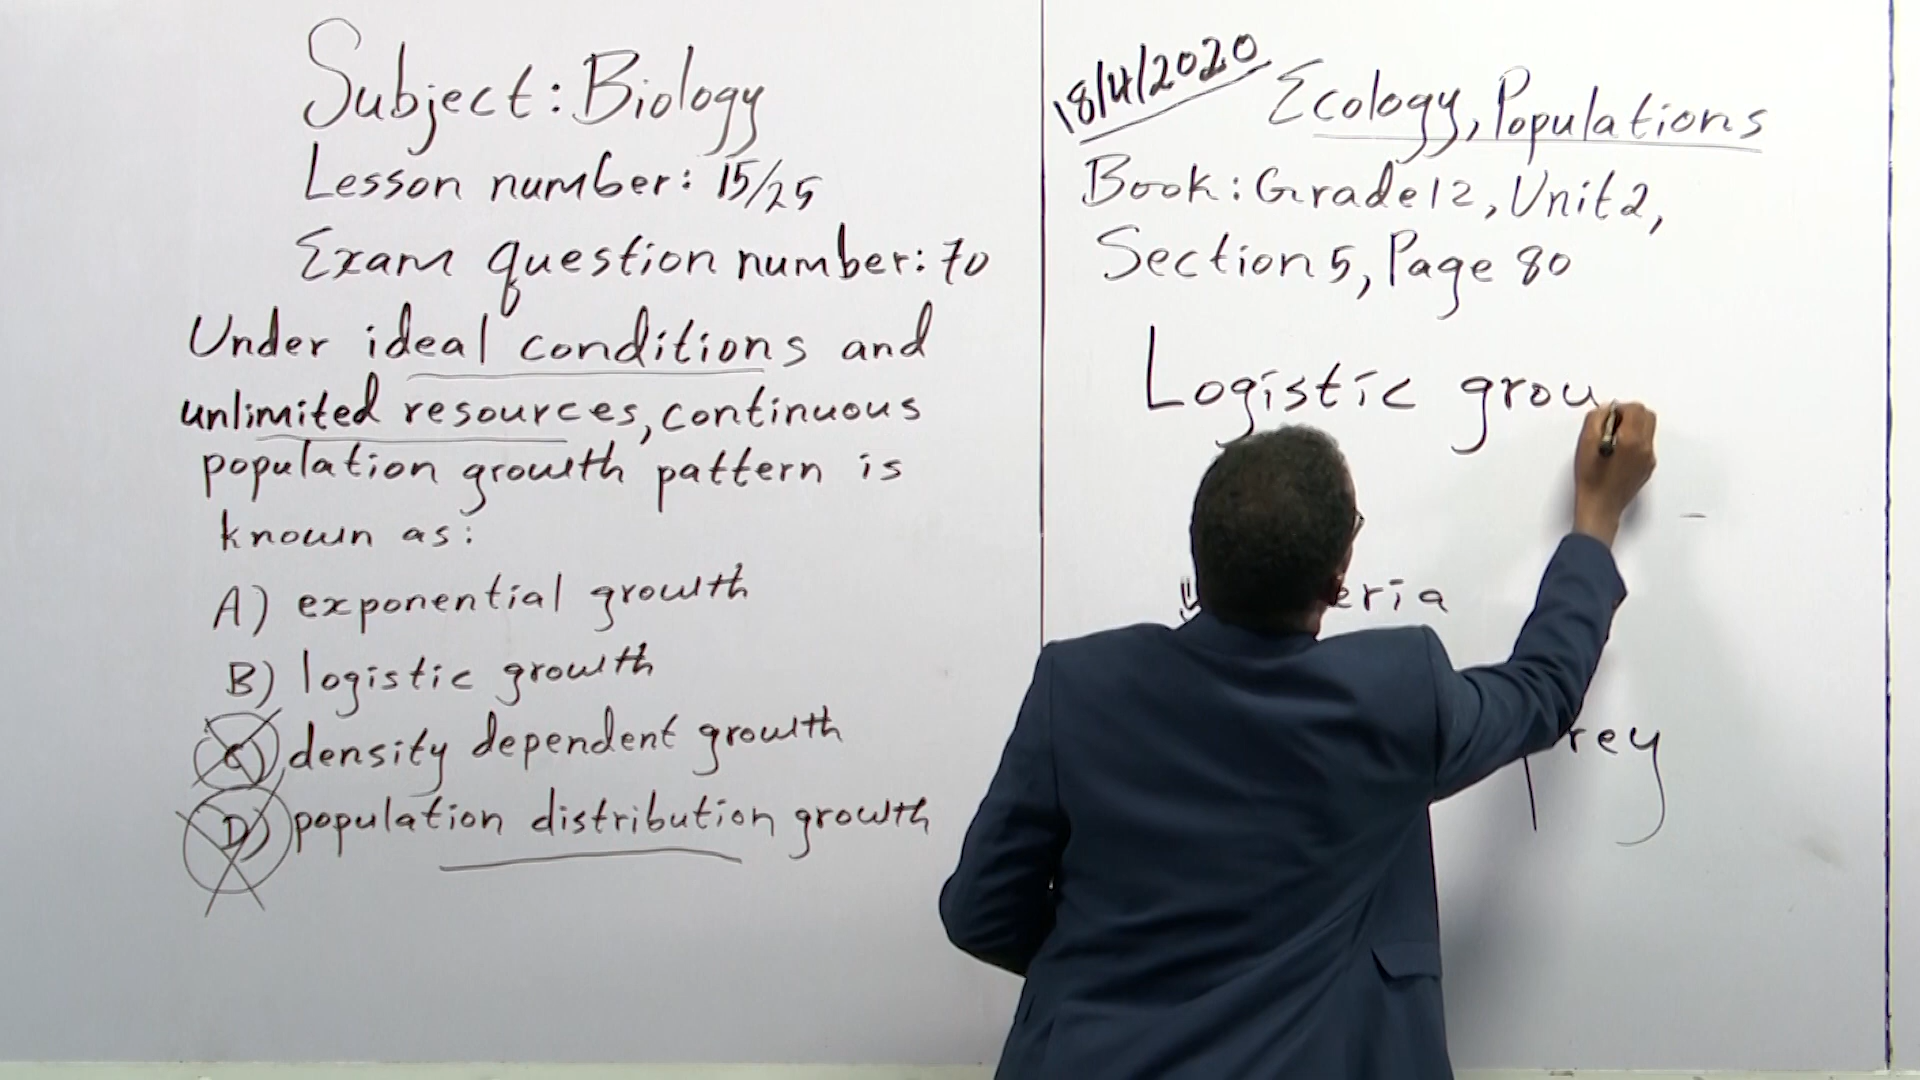 Subject: Biology
Lesson number: 15/25
Exam question number: 70
Under ideal conditions and
unlimited resources, continuous
population growth pattern is
known as:
A) exponential growth
B) logistic growth
C) density dependent growth
D) population distribution growth
18/4/2020
Ecology, Populations
Book: Grade 12, Unit 2,
Section 5, Page 80
Logistic grow
eria
prey